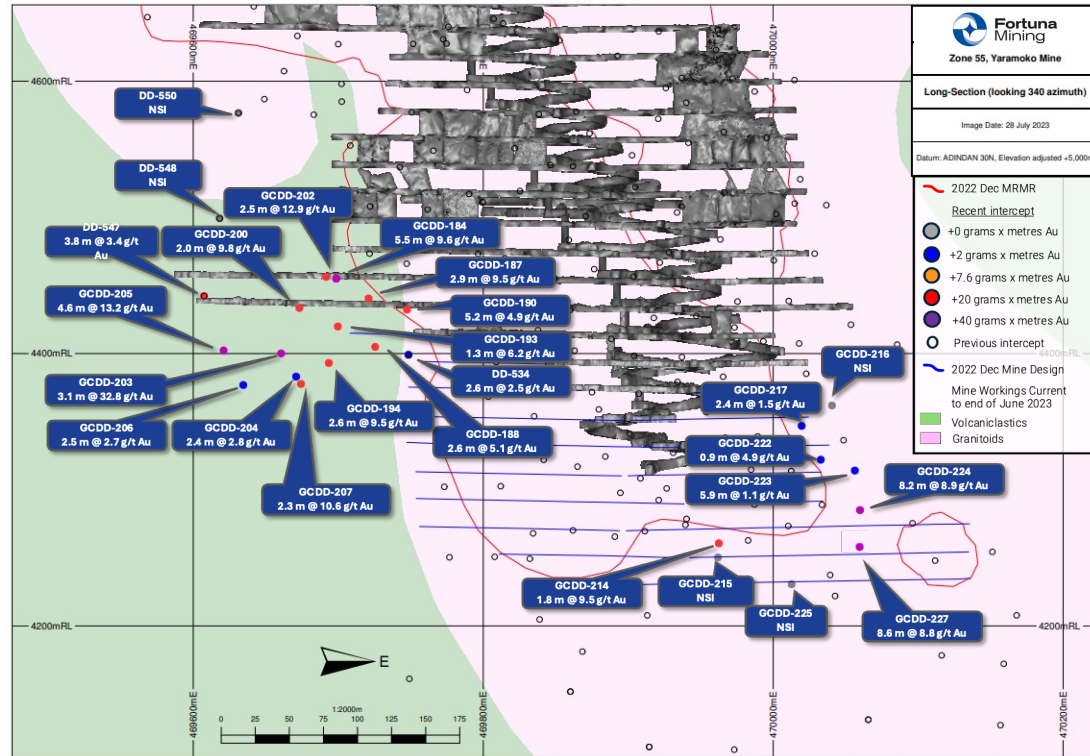 Fortuna
Mining
Zone 55, Yaramoko Mine
Long-Section (looking 340 azimuth)
Image Date: 28 July 2023
Datum: ADINDAN 30N, Elevation adjusted +5,000m
2022 Dec MRMR
Recent intercept
+0 grams x metres Au
+2 grams x metres Au
+7.6 grams x metres Au
+20 grams x metres Au
+40 grams x metres Au
Previous intercept
2022 Dec Mine Design
Mine Workings Current
to end of June 2023
Volcaniclastics
Granitoids
469600mE
469800mE
47000mE
4600mRL
4600mRL
DD-550
NSI
DD-548
NSI
GCDD-202
2.5 m @ 12.9 g/t Au
DD-547
3.8 m @ 3.4 g/t
Au
GCDD-200
2.0 m @ 9.8 g/t Au
GCDD-184
5.5 m @ 9.6 g/t Au
GCDD-187
2.9 m @ 9.5 g/t Au
GCDD-205
4.6 m @ 13.2 g/t Au
GCDD-190
5.2 m @ 4.9 g/t Au
GCDD-193
1.3 m @ 6.2 g/t Au
4400mRL
4400mRL
DD-534
2.6 m @ 2.5 g/t Au
GCDD-203
3.1 m @ 32.8 g/t Au
GCDD-206
2.5 m @ 2.7 g/t Au
GCDD-204
2.4 m @ 2.8 g/t Au
GCDD-194
2.6 m @ 9.5 g/t Au
GCDD-188
2.6 m @ 5.1 g/t Au
GCDD-207
2.3 m @ 10.6 g/t Au
GCDD-216
NSI
GCDD-217
2.4 m @ 1.5 g/t Au
GCDD-222
0.9 m @ 4.9 g/t Au
GCDD-223
5.9 m @ 1.1 g/t Au
GCDD-224
8.2 m @ 8.9 g/t Au
GCDD-214
1.8 m @ 9.5 g/t Au
GCDD-215
NSI
GCDD-225
NSI
GCDD-227
8.6 m @ 8.8 g/t Au
4200mRL
4200mRL
E
1:2000m
0 25 50 75 100 125 150 175
469600mE
469800mE
470000mE
470200mE